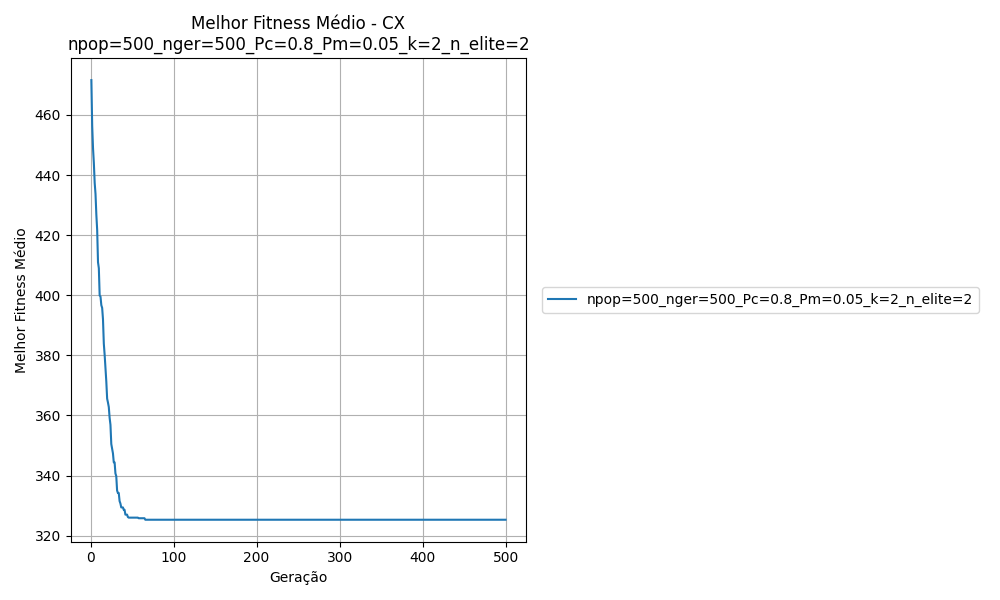 Melhor Fitness Médio - CX
npop=500_nger=500_Pc=0.8_Pm=0.05_k=2_n_elite=2
Melhor Fitness Médio
460
440
420
400
380
360
340
320
0 100 200 300 400 500
Geração
npop=500_nger=500_Pc=0.8_Pm=0.05_k=2_n_elite=2